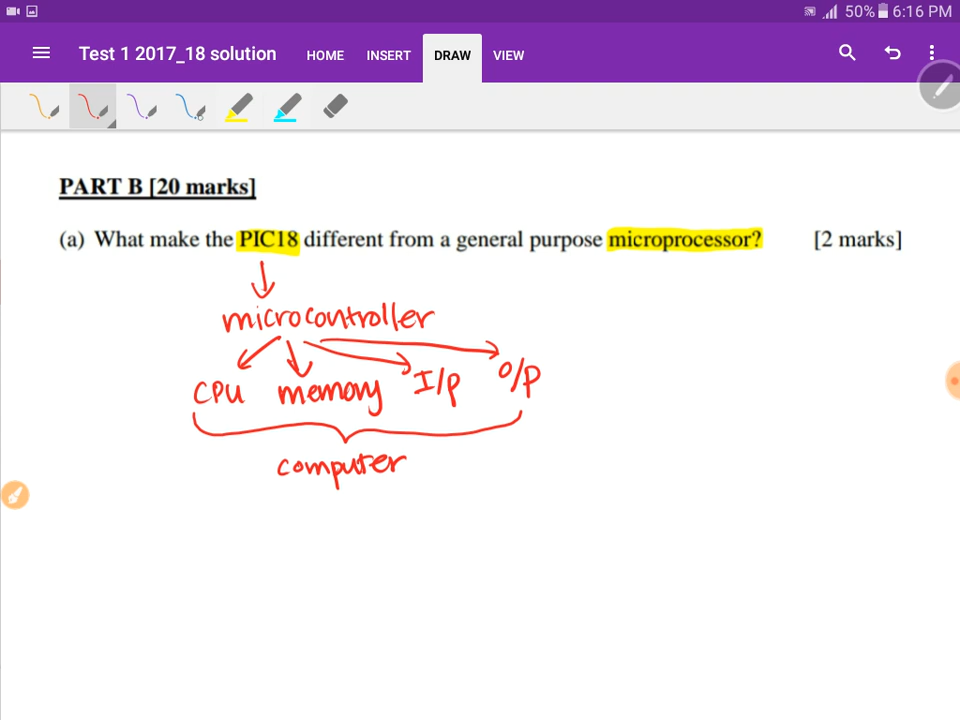 50% 6:16 PM
Test 1 2017_18 solution HOME INSERT DRAW VIEW
PART B [20 marks]
(a) What make the PIC18 different from a general purpose microprocessor? [2 marks]
microcontroller
CPU memory I/P O/P
computer